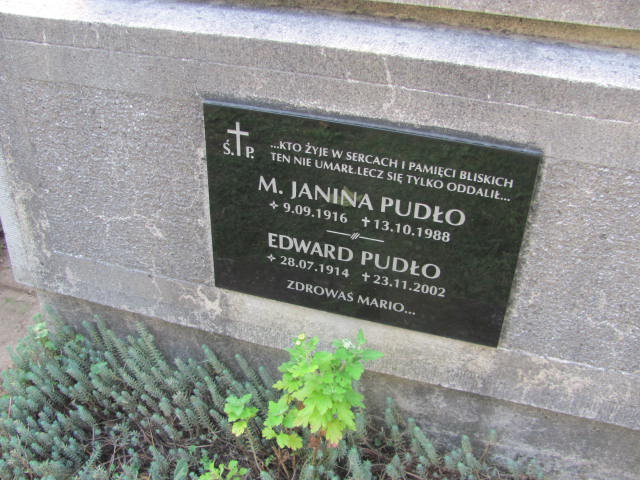 Ś. P.
...KTO ŻYJE W SERCACH I PAMIĘCI BLISKICH
TEN NIE UMARŁ.LECZ SIĘ TYLKO ODDALIŁ...
M. JANINA PUDŁO
✧ 9.09.1916 ✝ 13.10.1988
EDWARD PUDŁO
✧ 28.07.1914 ✝ 23.11.2002
ZDROWAŚ MARIO...